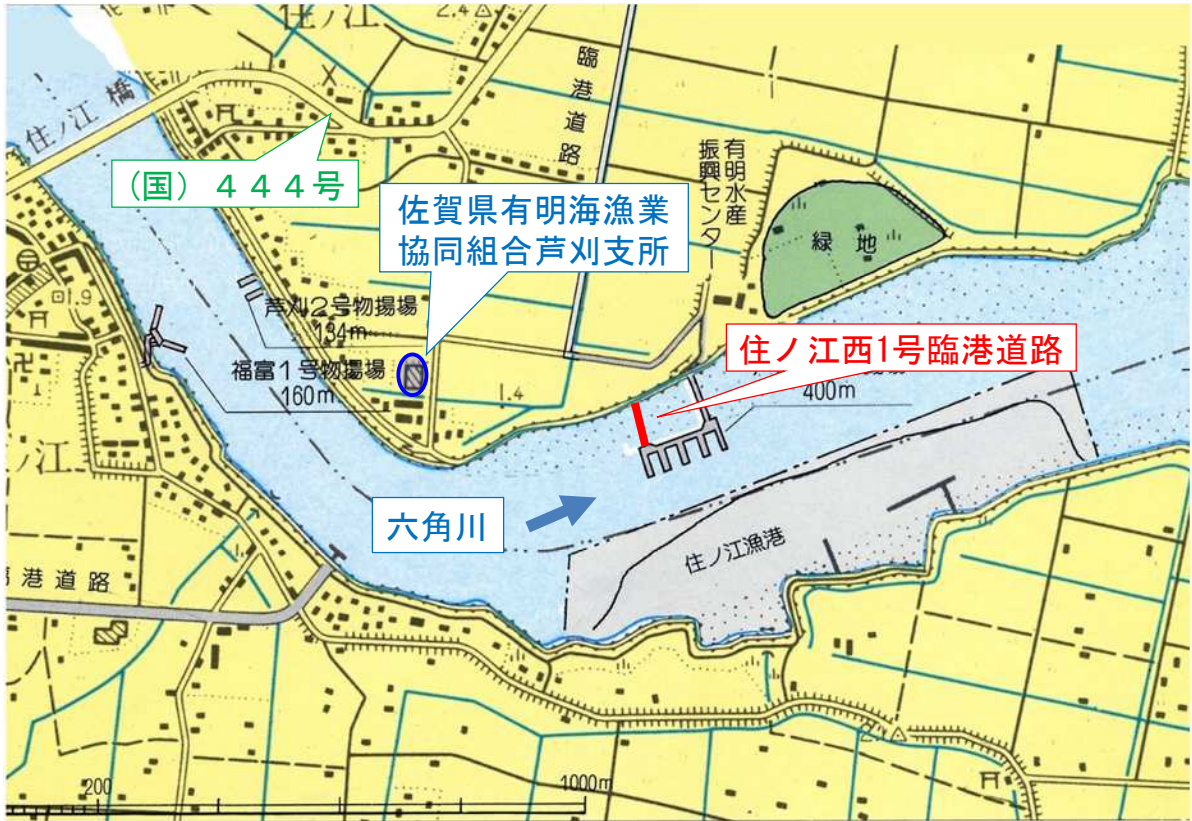 住ノ江
2.4
臨港道路
住ノ江橋
(国)444号
佐賀県有明海漁業
協同組合芦刈支所
有明水産
振興センター
緑地
1.9
芦刈2号物揚場
134m
福富1号物揚場
160m
住ノ江西1号臨港道路
400m
1.4
ノ江
六角川
住ノ江漁港
港道路
200
1000m